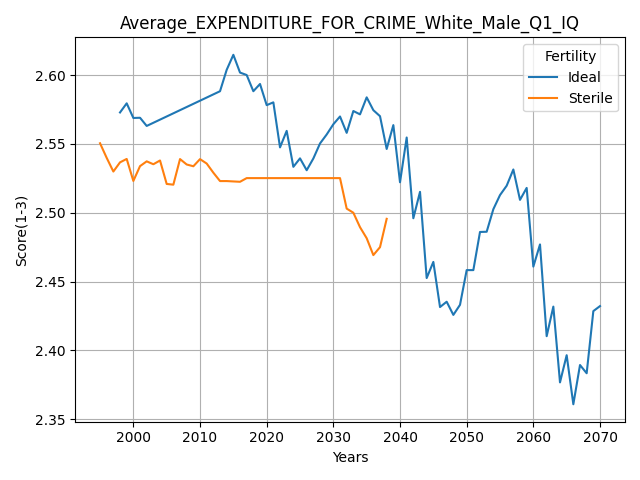 Average_EXPENDITURE_FOR_CRIME_White_Male_Q1_IQ
Fertility
Ideal
Sterile
Score(1-3)
2.60
2.55
2.50
2.45
2.40
2.35
2000
2010
2020
2030
2040
2050
2060
2070
Years